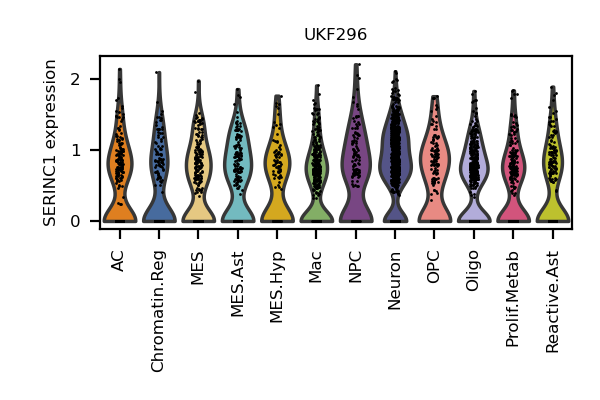 UKF296
SERINC1 expression
2
1
0
AC
Chromatin.Reg
MES
MES.Ast
MES.Hyp
Mac
NPC
Neuron
OPC
Oligo
Prolif.Metab
Reactive.Ast